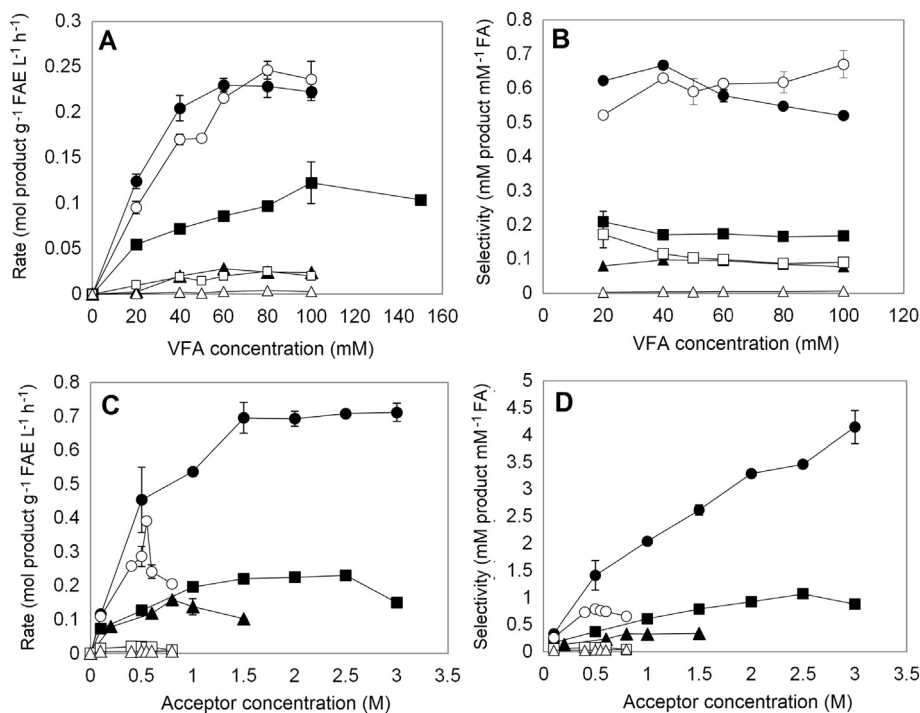 A
Rate (mol product g⁻¹ FAE L⁻¹ h⁻¹)
0.3
0.25
0.2
0.15
0.1
0.05
0
0 20 40 60 80 100 120 140 160
VFA concentration (mM)
B
Selectivity (mM product mM⁻¹ FA)
0.8
0.6
0.4
0.2
0.1
0
0 20 40 60 80 100 120
VFA concentration (mM)
C
Rate (mol product g⁻¹ FAE L⁻¹ h⁻¹)
0.8
0.7
0.6
0.5
0.4
0.3
0.2
0.1
0
0 0.5 1 1.5 2 2.5 3 3.5
Acceptor concentration (M)
D
Selectivity (mM product mM⁻¹ FA)
5
4.5
4
3.5
3
2.5
2
1.5
1
0.5
0
0 0.5 1 1.5 2 2.5 3 3.5
Acceptor concentration (M)